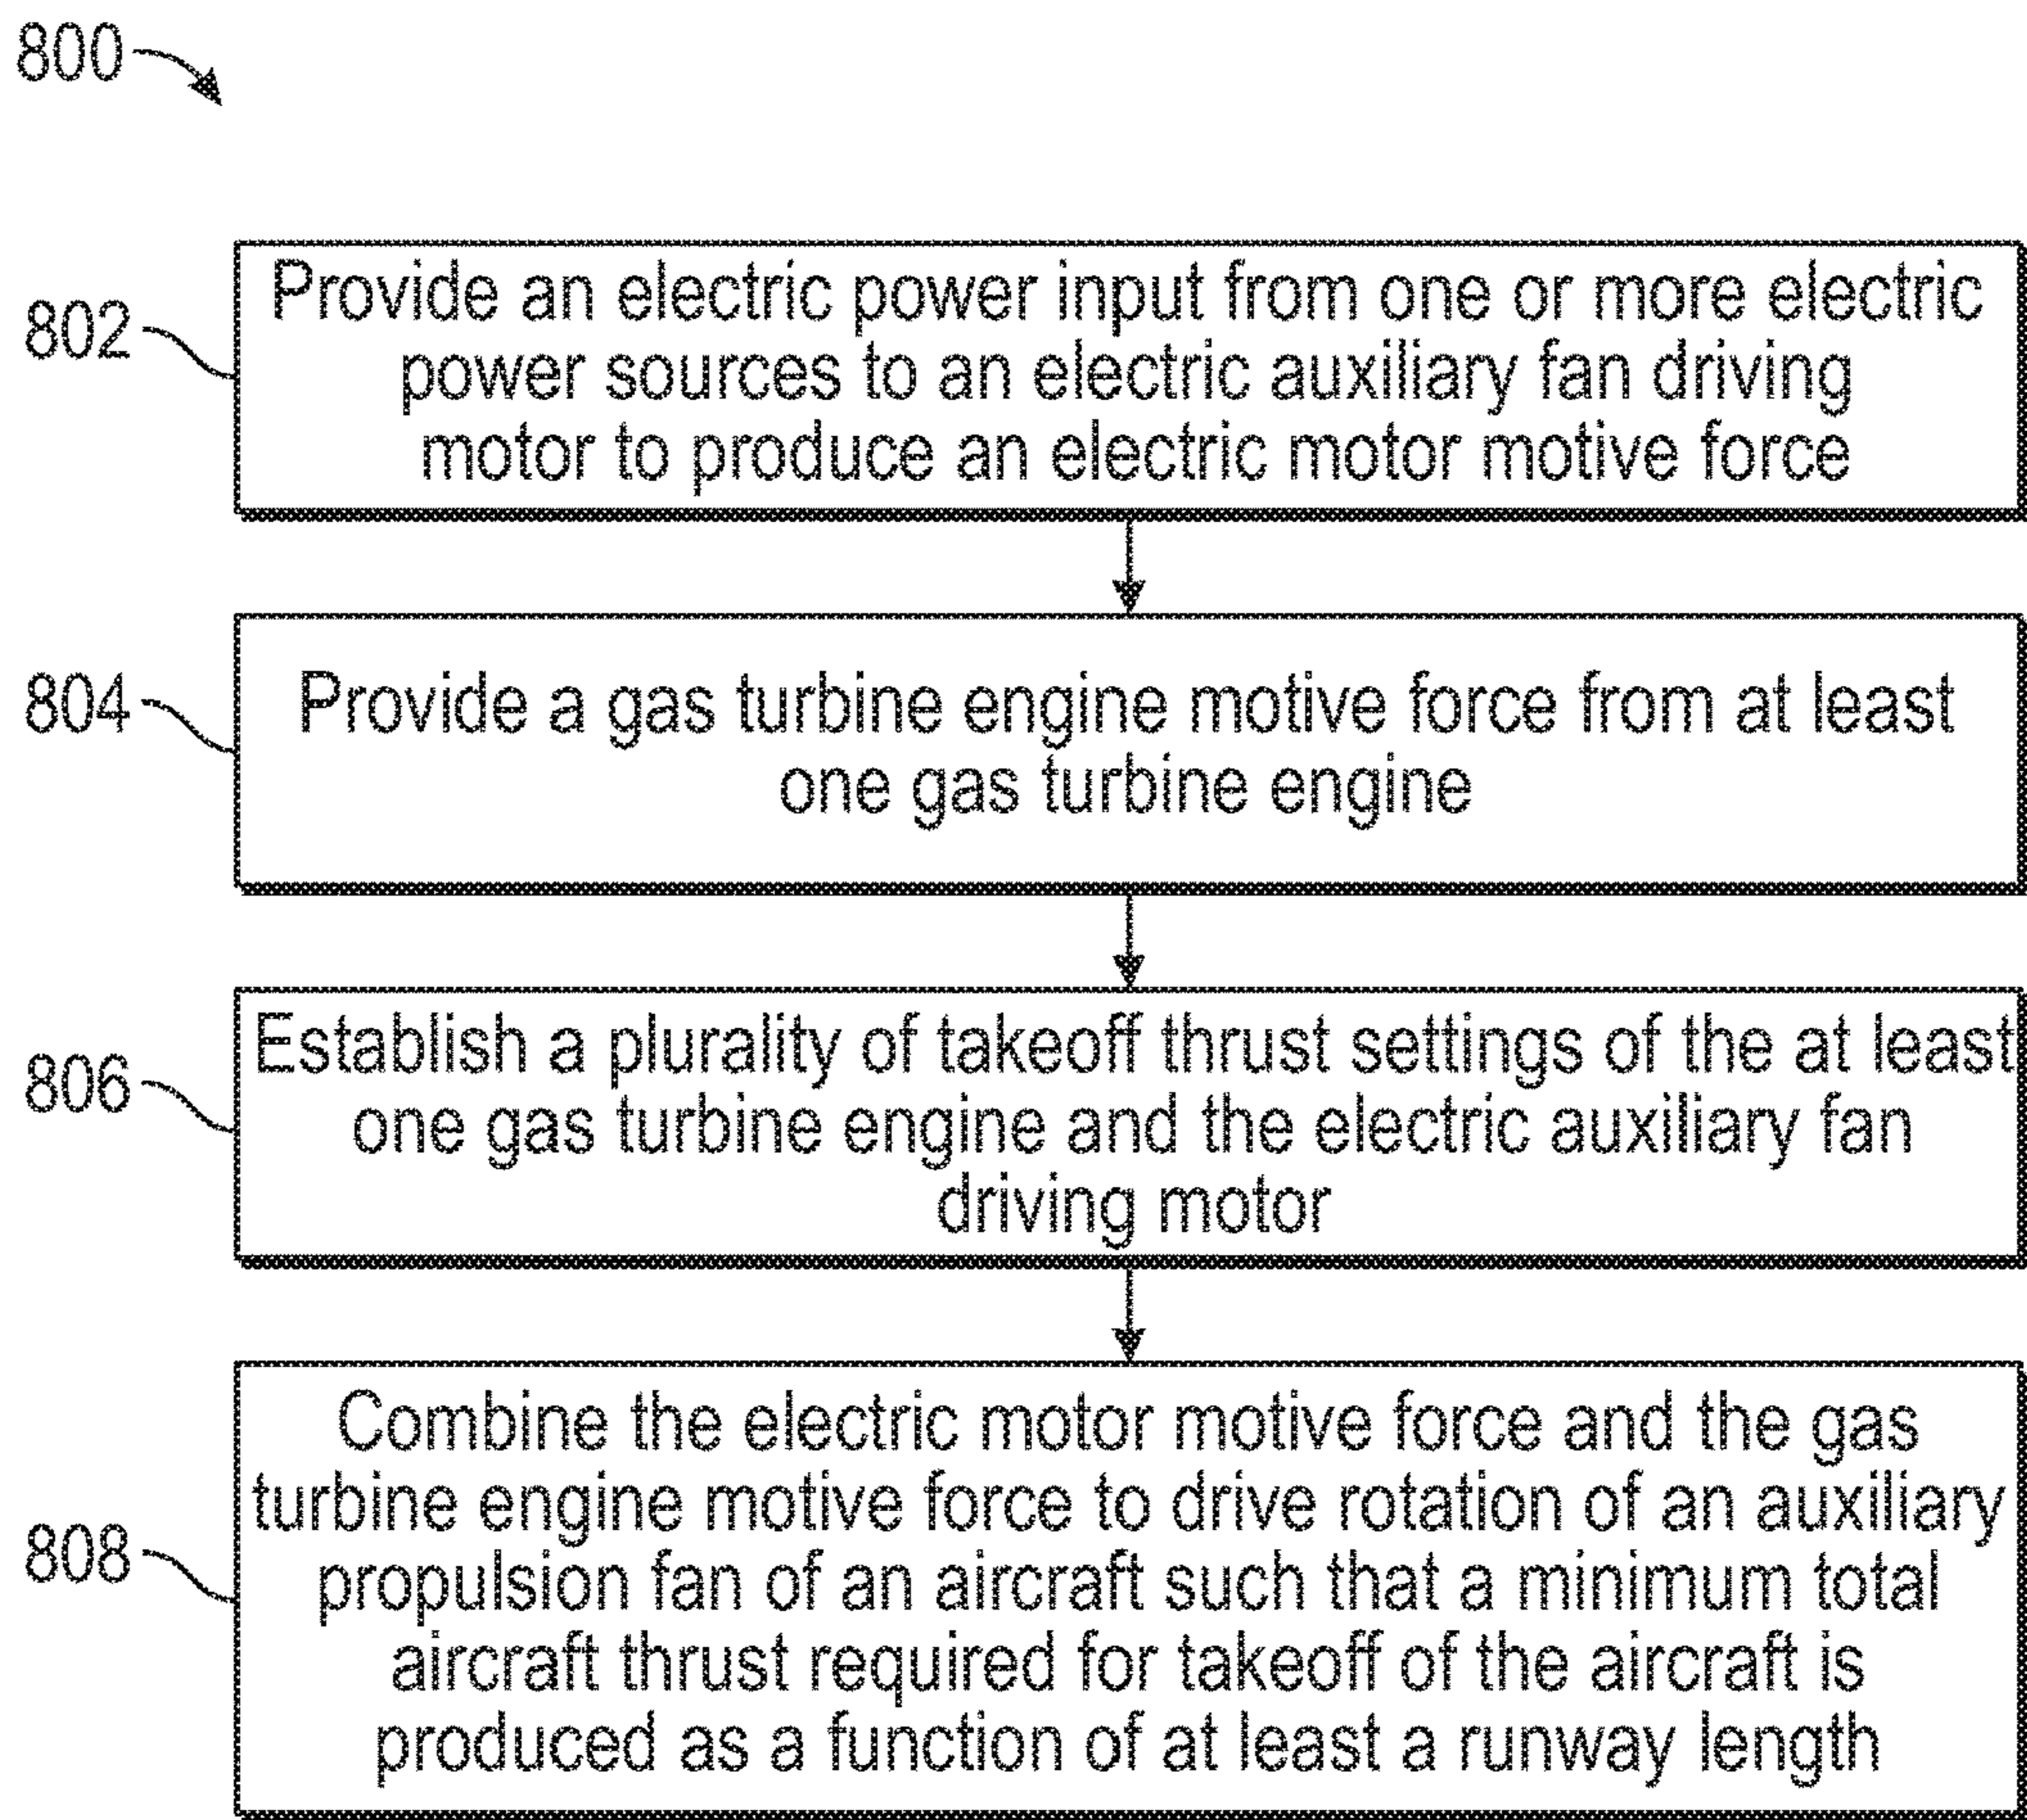 800
802
Provide an electric power input from one or more electric
power sources to an electric auxiliary fan driving
motor to produce an electric motor motive force
804
Provide a gas turbine engine motive force from at least
one gas turbine engine
806
Establish a plurality of takeoff thrust settings of the at least
one gas turbine engine and the electric auxiliary fan
driving motor
808
Combine the electric motor motive force and the gas
turbine engine motive force to drive rotation of an auxiliary
propulsion fan of an aircraft such that a minimum total
aircraft thrust required for takeoff of the aircraft is
produced as a function of at least a runway length